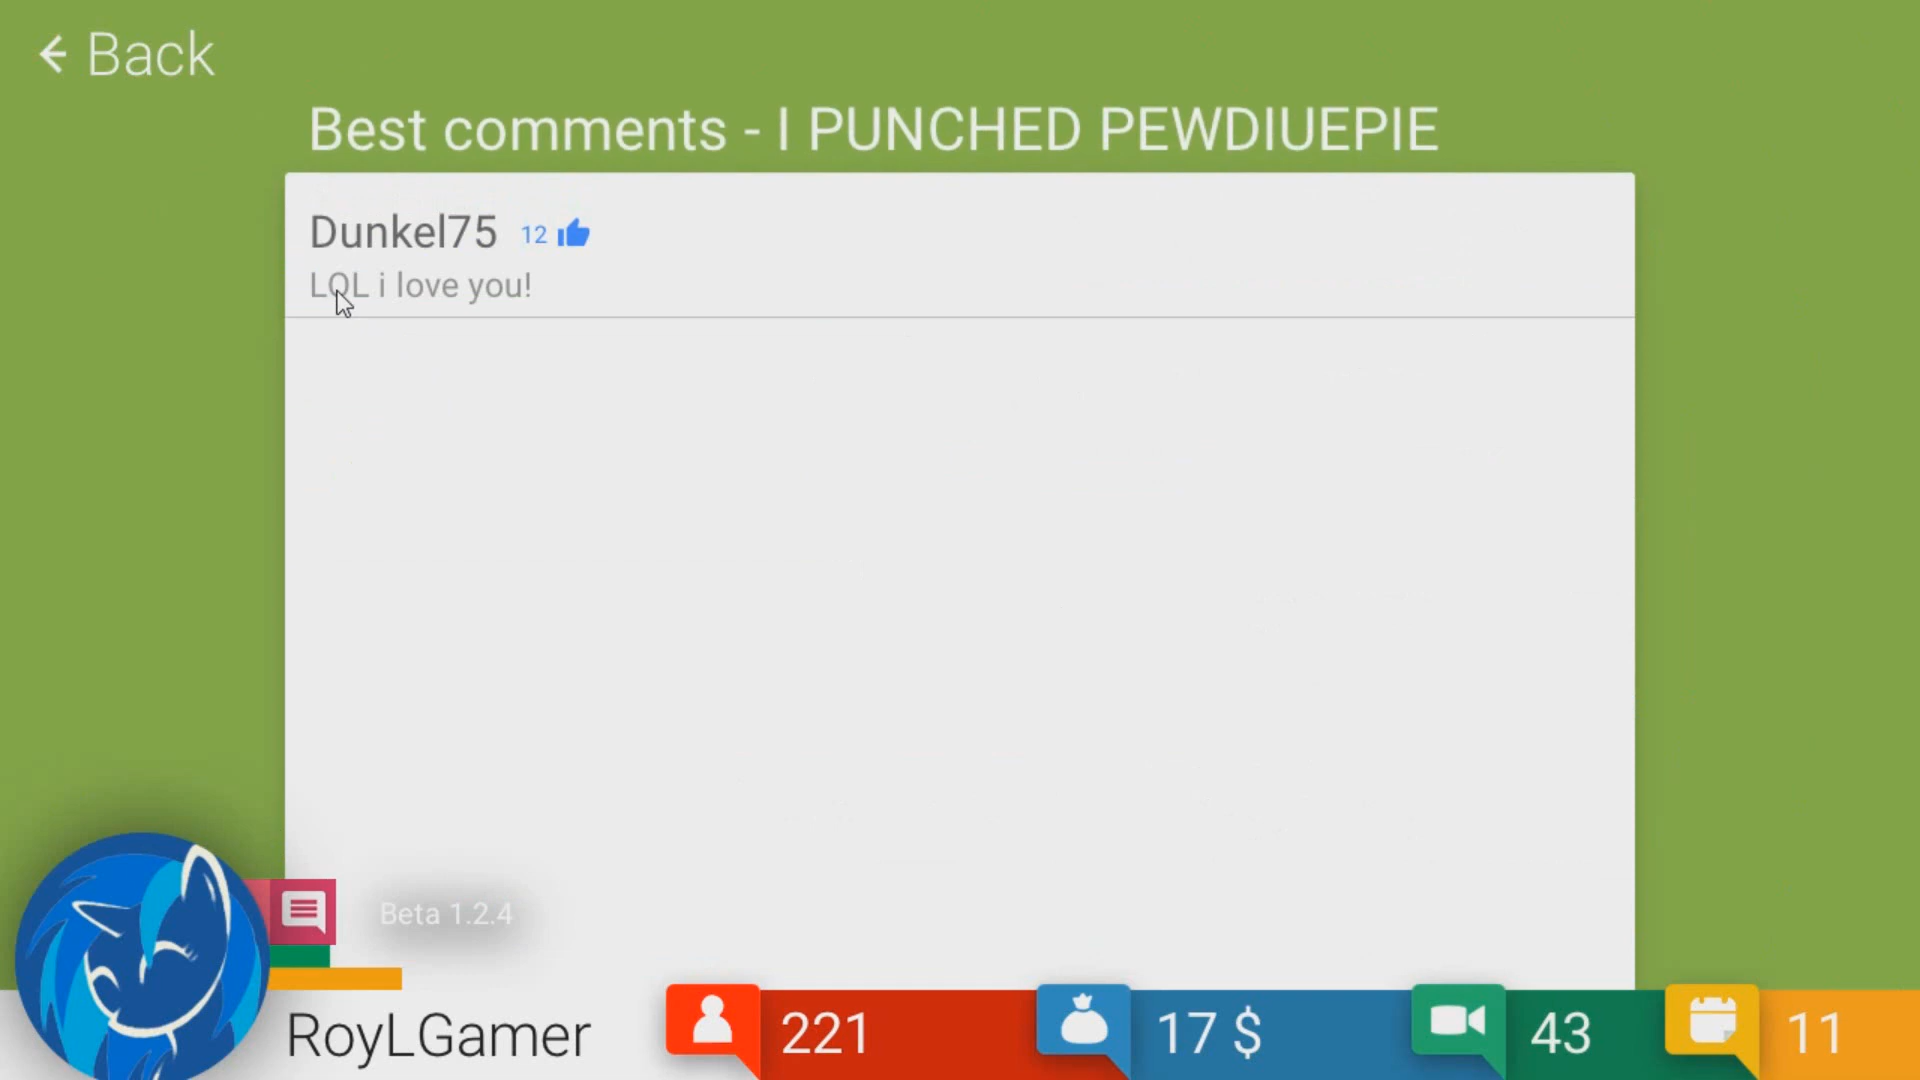 Back
Best comments - I PUNCHED PEWDIUEPIE
Dunkel75 12
LOL i love you!
Beta 1.2.4
RoyLGamer 221 17 $ 43 11